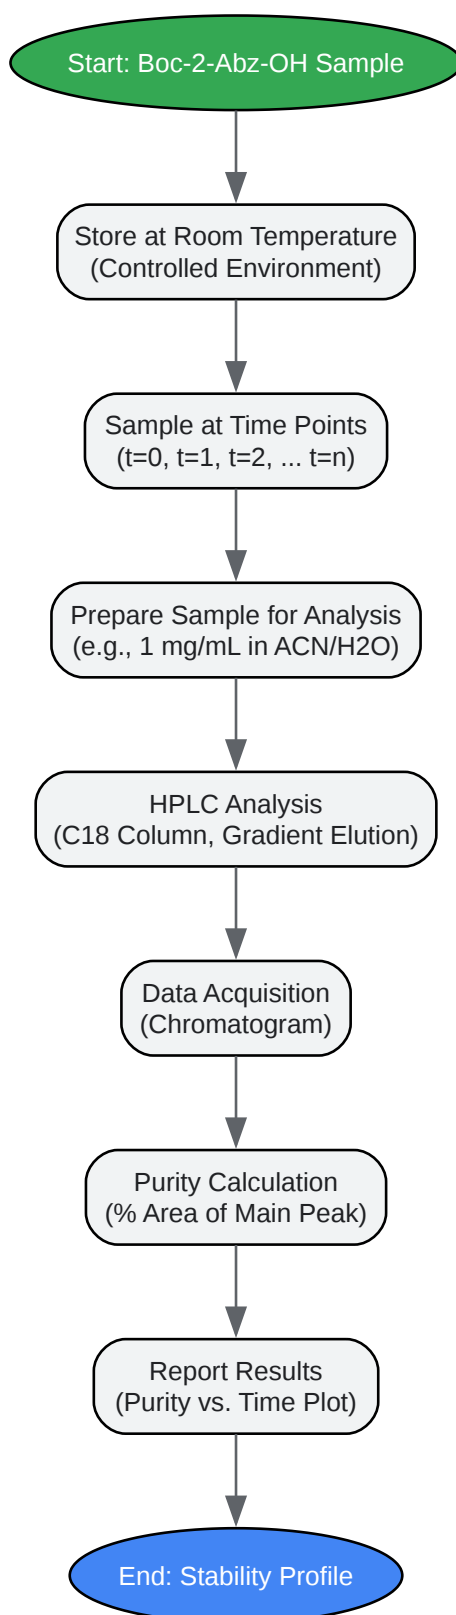 Start: Boc-2-Abz-OH Sample
Store at Room Temperature
(Controlled Environment)
Sample at Time Points
(t=0, t=1, t=2, ... t=n)
Prepare Sample for Analysis
(e.g., 1 mg/mL in ACN/H2O)
HPLC Analysis
(C18 Column, Gradient Elution)
Data Acquisition
(Chromatogram)
Purity Calculation
(% Area of Main Peak)
Report Results
(Purity vs. Time Plot)
End: Stability Profile